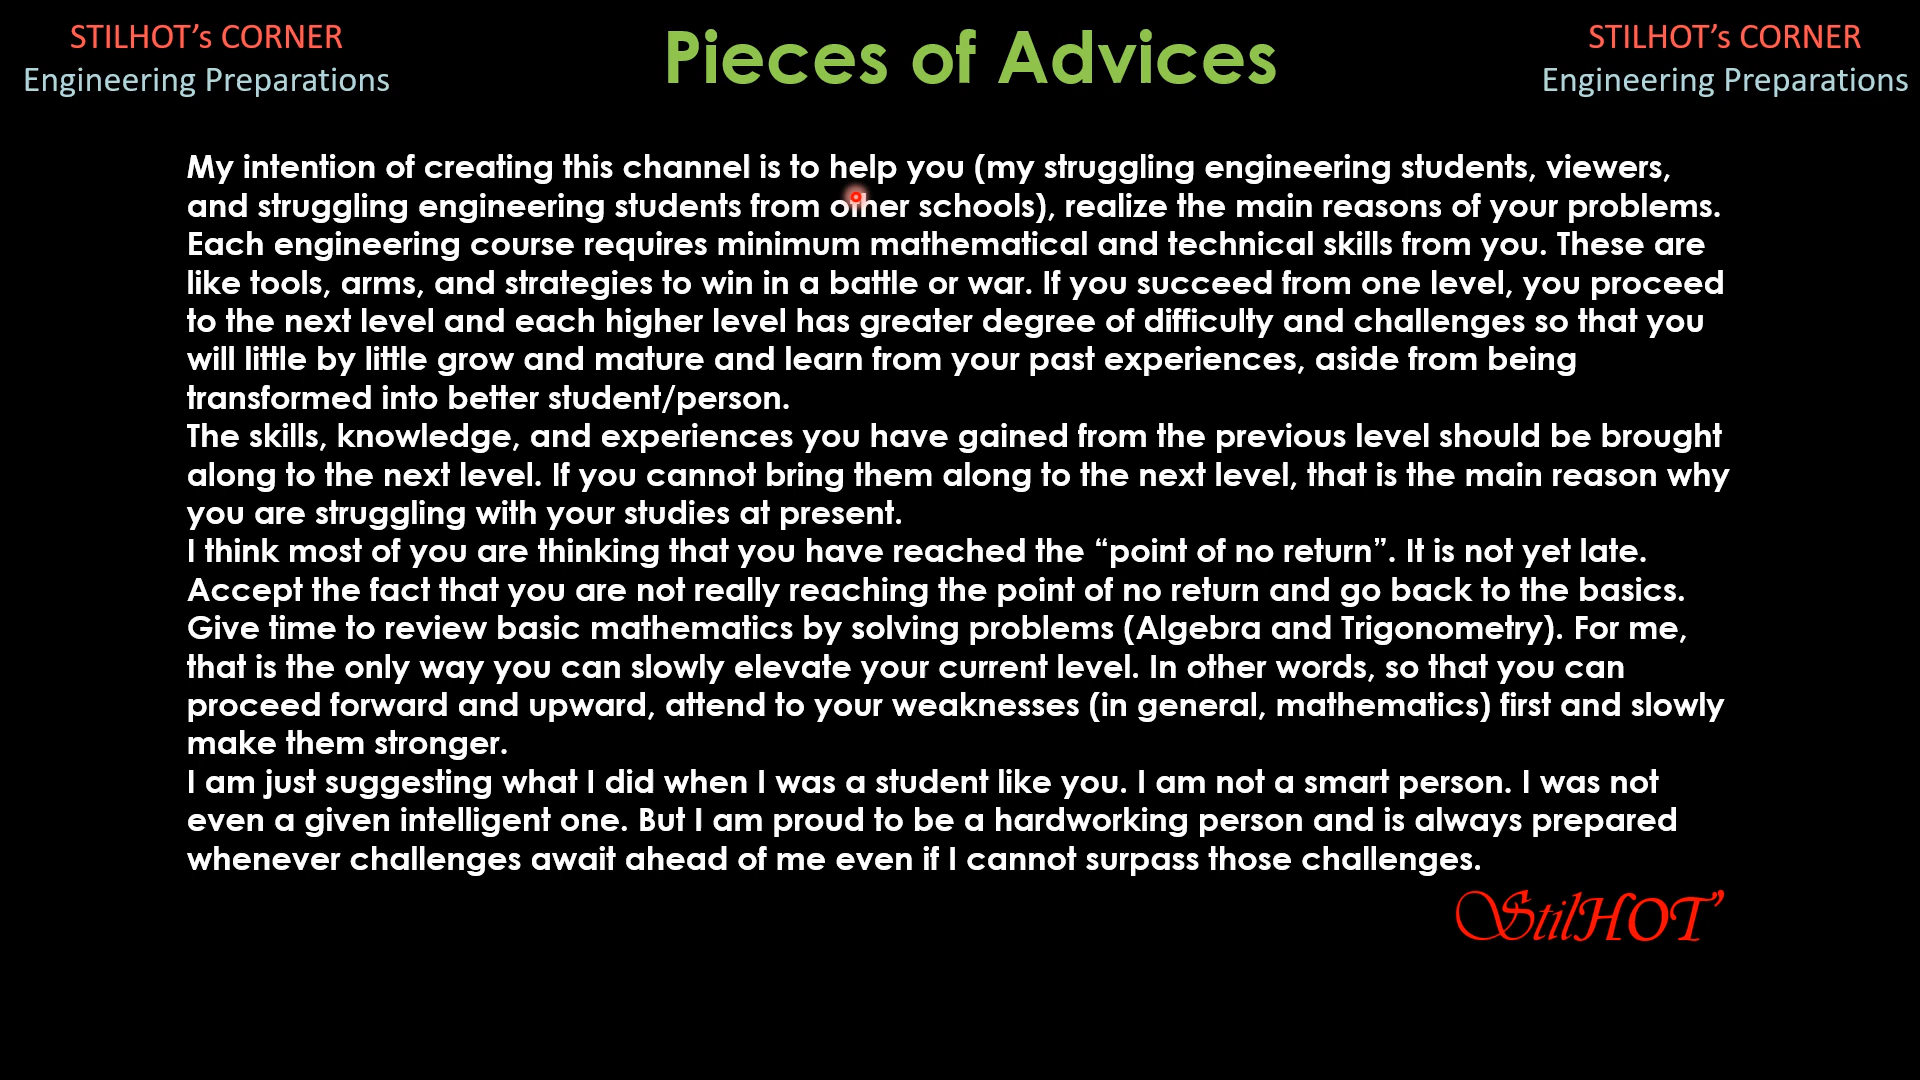 STILHOT’s CORNER
Engineering Preparations
Pieces of Advices
STILHOT’s CORNER
Engineering Preparations
My intention of creating this channel is to help you (my struggling engineering students, viewers,
and struggling engineering students from other schools), realize the main reasons of your problems.
Each engineering course requires minimum mathematical and technical skills from you. These are
like tools, arms, and strategies to win in a battle or war. If you succeed from one level, you proceed
to the next level and each higher level has greater degree of difficulty and challenges so that you
will little by little grow and mature and learn from your past experiences, aside from being
transformed into better student/person.
The skills, knowledge, and experiences you have gained from the previous level should be brought
along to the next level. If you cannot bring them along to the next level, that is the main reason why
you are struggling with your studies at present.
I think most of you are thinking that you have reached the “point of no return”. It is not yet late.
Accept the fact that you are not really reaching the point of no return and go back to the basics.
Give time to review basic mathematics by solving problems (Algebra and Trigonometry). For me,
that is the only way you can slowly elevate your current level. In other words, so that you can
proceed forward and upward, attend to your weaknesses (in general, mathematics) first and slowly
make them stronger.
I am just suggesting what I did when I was a student like you. I am not a smart person. I was not
even a given intelligent one. But I am proud to be a hardworking person and is always prepared
whenever challenges await ahead of me even if I cannot surpass those challenges.
StilHOT’